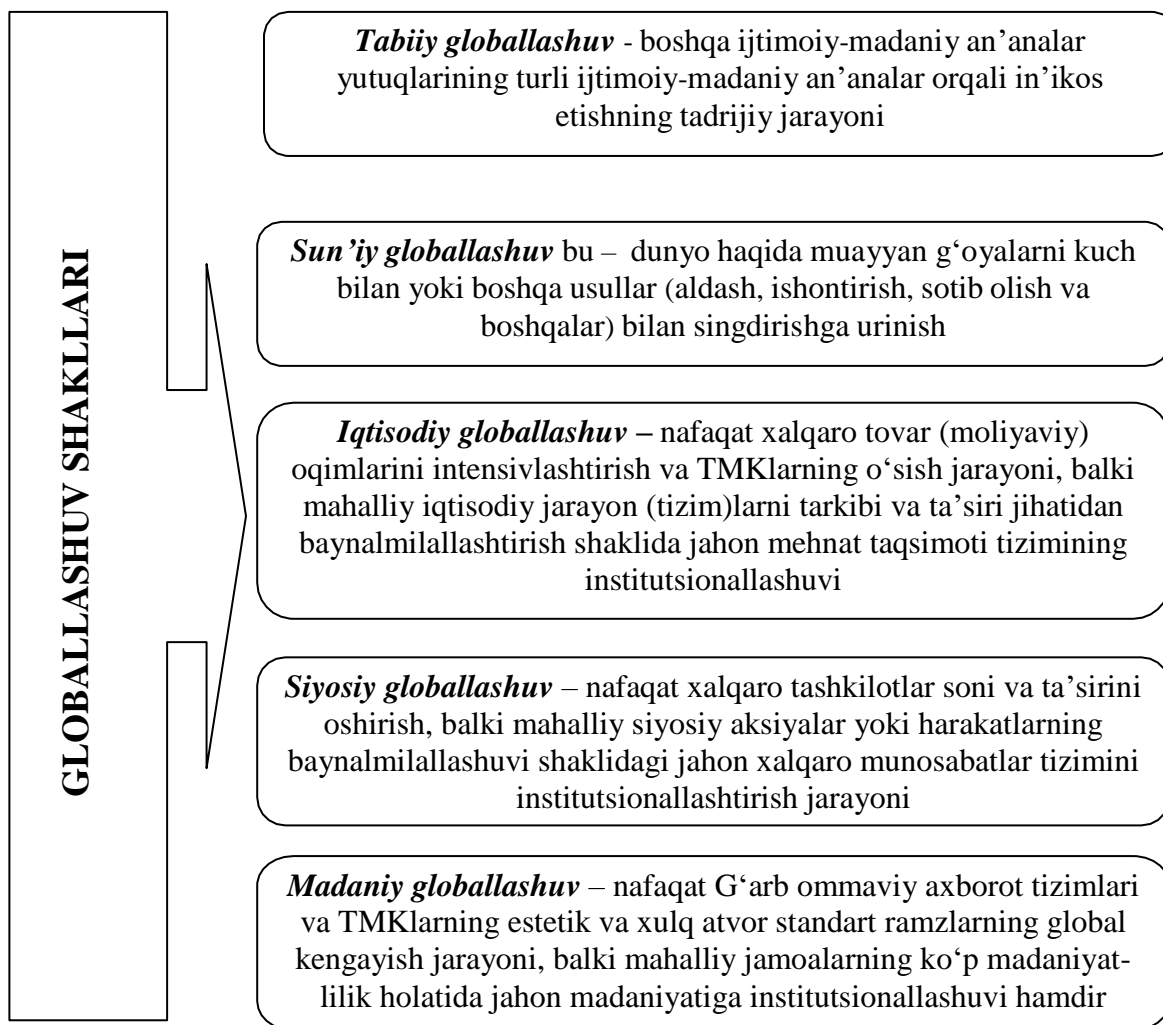 GLOBALLASHUV SHAKLLARI
Tabiiy globallashuv - boshqa ijtimoiy-madaniy an’analar
yutuqlarining turli ijtimoiy-madaniy an’analar orqali in’ikos
etishning tadrijiy jarayoni
Sun’iy globallashuv bu – dunyo haqida muayyan g‘oyalarni kuch
bilan yoki boshqa usullar (aldash, ishontirish, sotib olish va
boshqalar) bilan singdirishga urinish
Iqtisodiy globallashuv – nafaqat xalqaro tovar (moliyaviy)
oqimlarini intensivlashtirish va TMKlarning o‘sish jarayoni, balki
mahalliy iqtisodiy jarayon (tizim)larni tarkibi va ta’siri jihatidan
baynalmilallashtirish shaklida jahon mehnat taqsimoti tizimining
institutsionallashuvi
Siyosiy globallashuv – nafaqat xalqaro tashkilotlar soni va ta’sirini
oshirish, balki mahalliy siyosiy aksiyalar yoki harakatlarning
baynalmilallashuvi shaklidagi jahon xalqaro munosabatlar tizimini
institutsionallashtirish jarayoni
Madaniy globallashuv – nafaqat G‘arb ommaviy axborot tizimlari
va TMKlarning estetik va xulq atvor standart ramzlarning global
kengayish jarayoni, balki mahalliy jamoalarning ko‘p madaniyat-
lilik holatida jahon madaniyatiga institutsionallashuvi hamdir